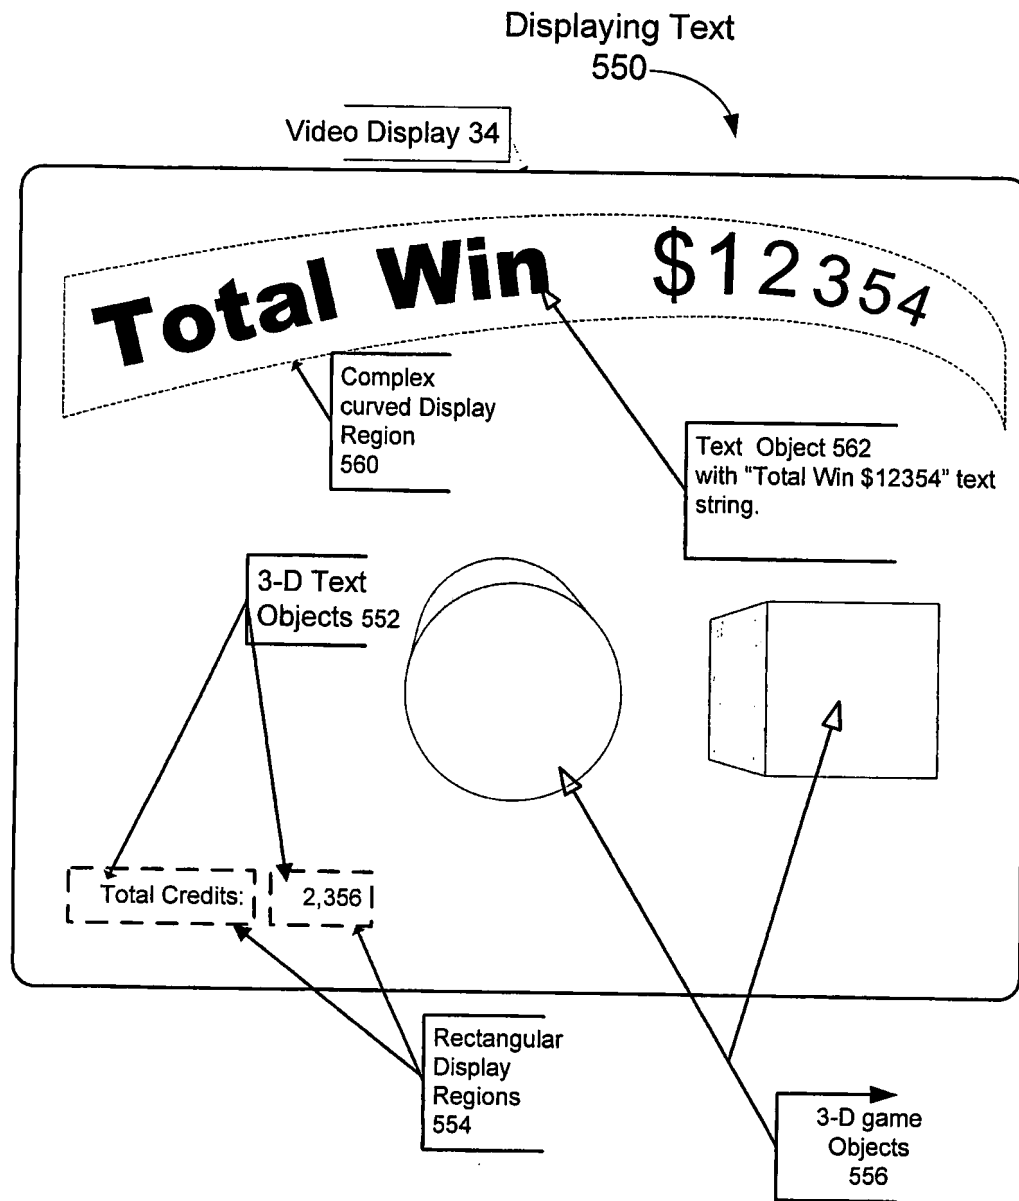 Displaying Text
550
Video Display 34
Total Win $12354
Complex
curved Display
Region
560
Text Object 562
with "Total Win $12354" text
string.
3-D Text
Objects 552
Total Credits: 2,356
Rectangular
Display
Regions
554
3-D game
Objects
556